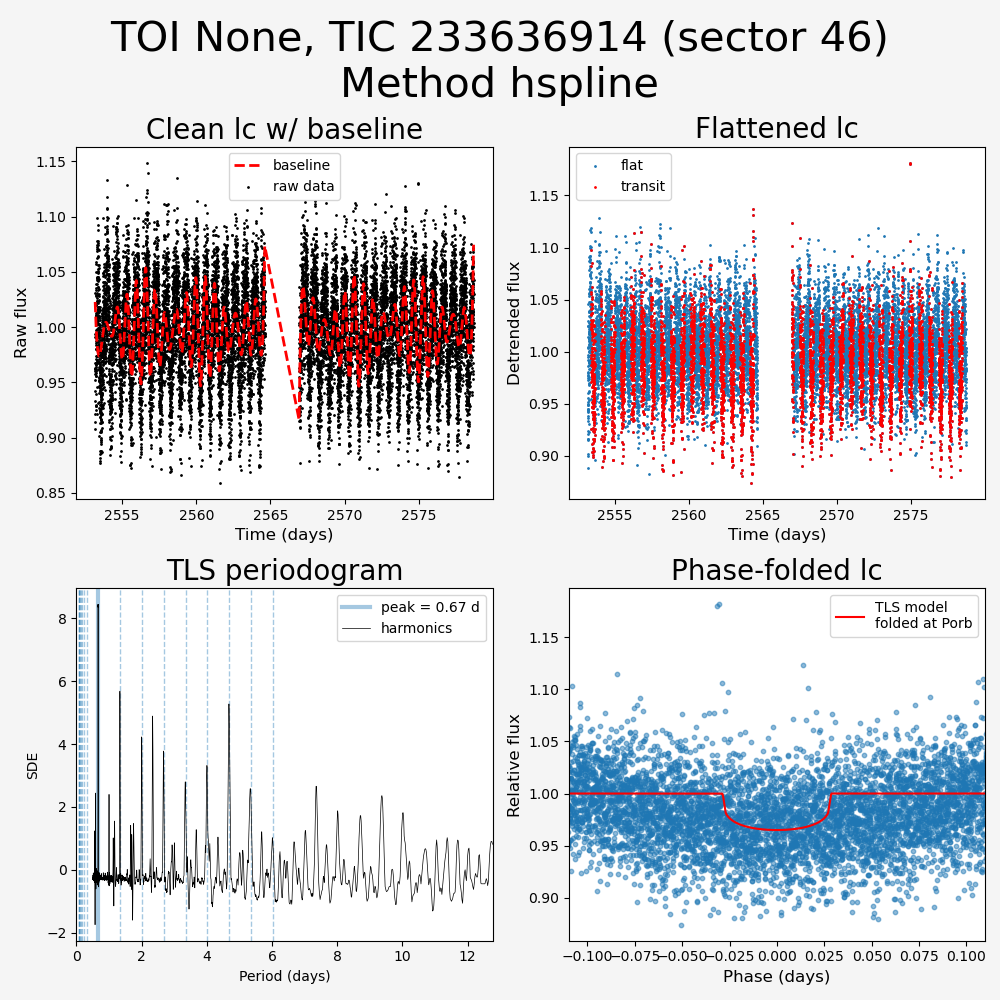 TOI None, TIC 233636914 (sector 46)
Method hspline
Clean lc w/ baseline
baseline
raw data
1.15
1.10
1.05
1.00
0.95
0.90
0.85
Raw flux
2555 2560 2565 2570 2575
Time (days)
Flattened lc
flat
transit
1.15
1.10
1.05
1.00
0.95
0.90
Detrended flux
2555 2560 2565 2570 2575
Time (days)
TLS periodogram
peak = 0.67 d
harmonics
8
6
4
2
0
−2
SDE
0 2 4 6 8 10 12
Period (days)
Phase-folded lc
TLS model
folded at Porb
1.15
1.10
1.05
1.00
0.95
0.90
Relative flux
−0.100 −0.075 −0.050 −0.025 0.000 0.025 0.050 0.075 0.100
Phase (days)